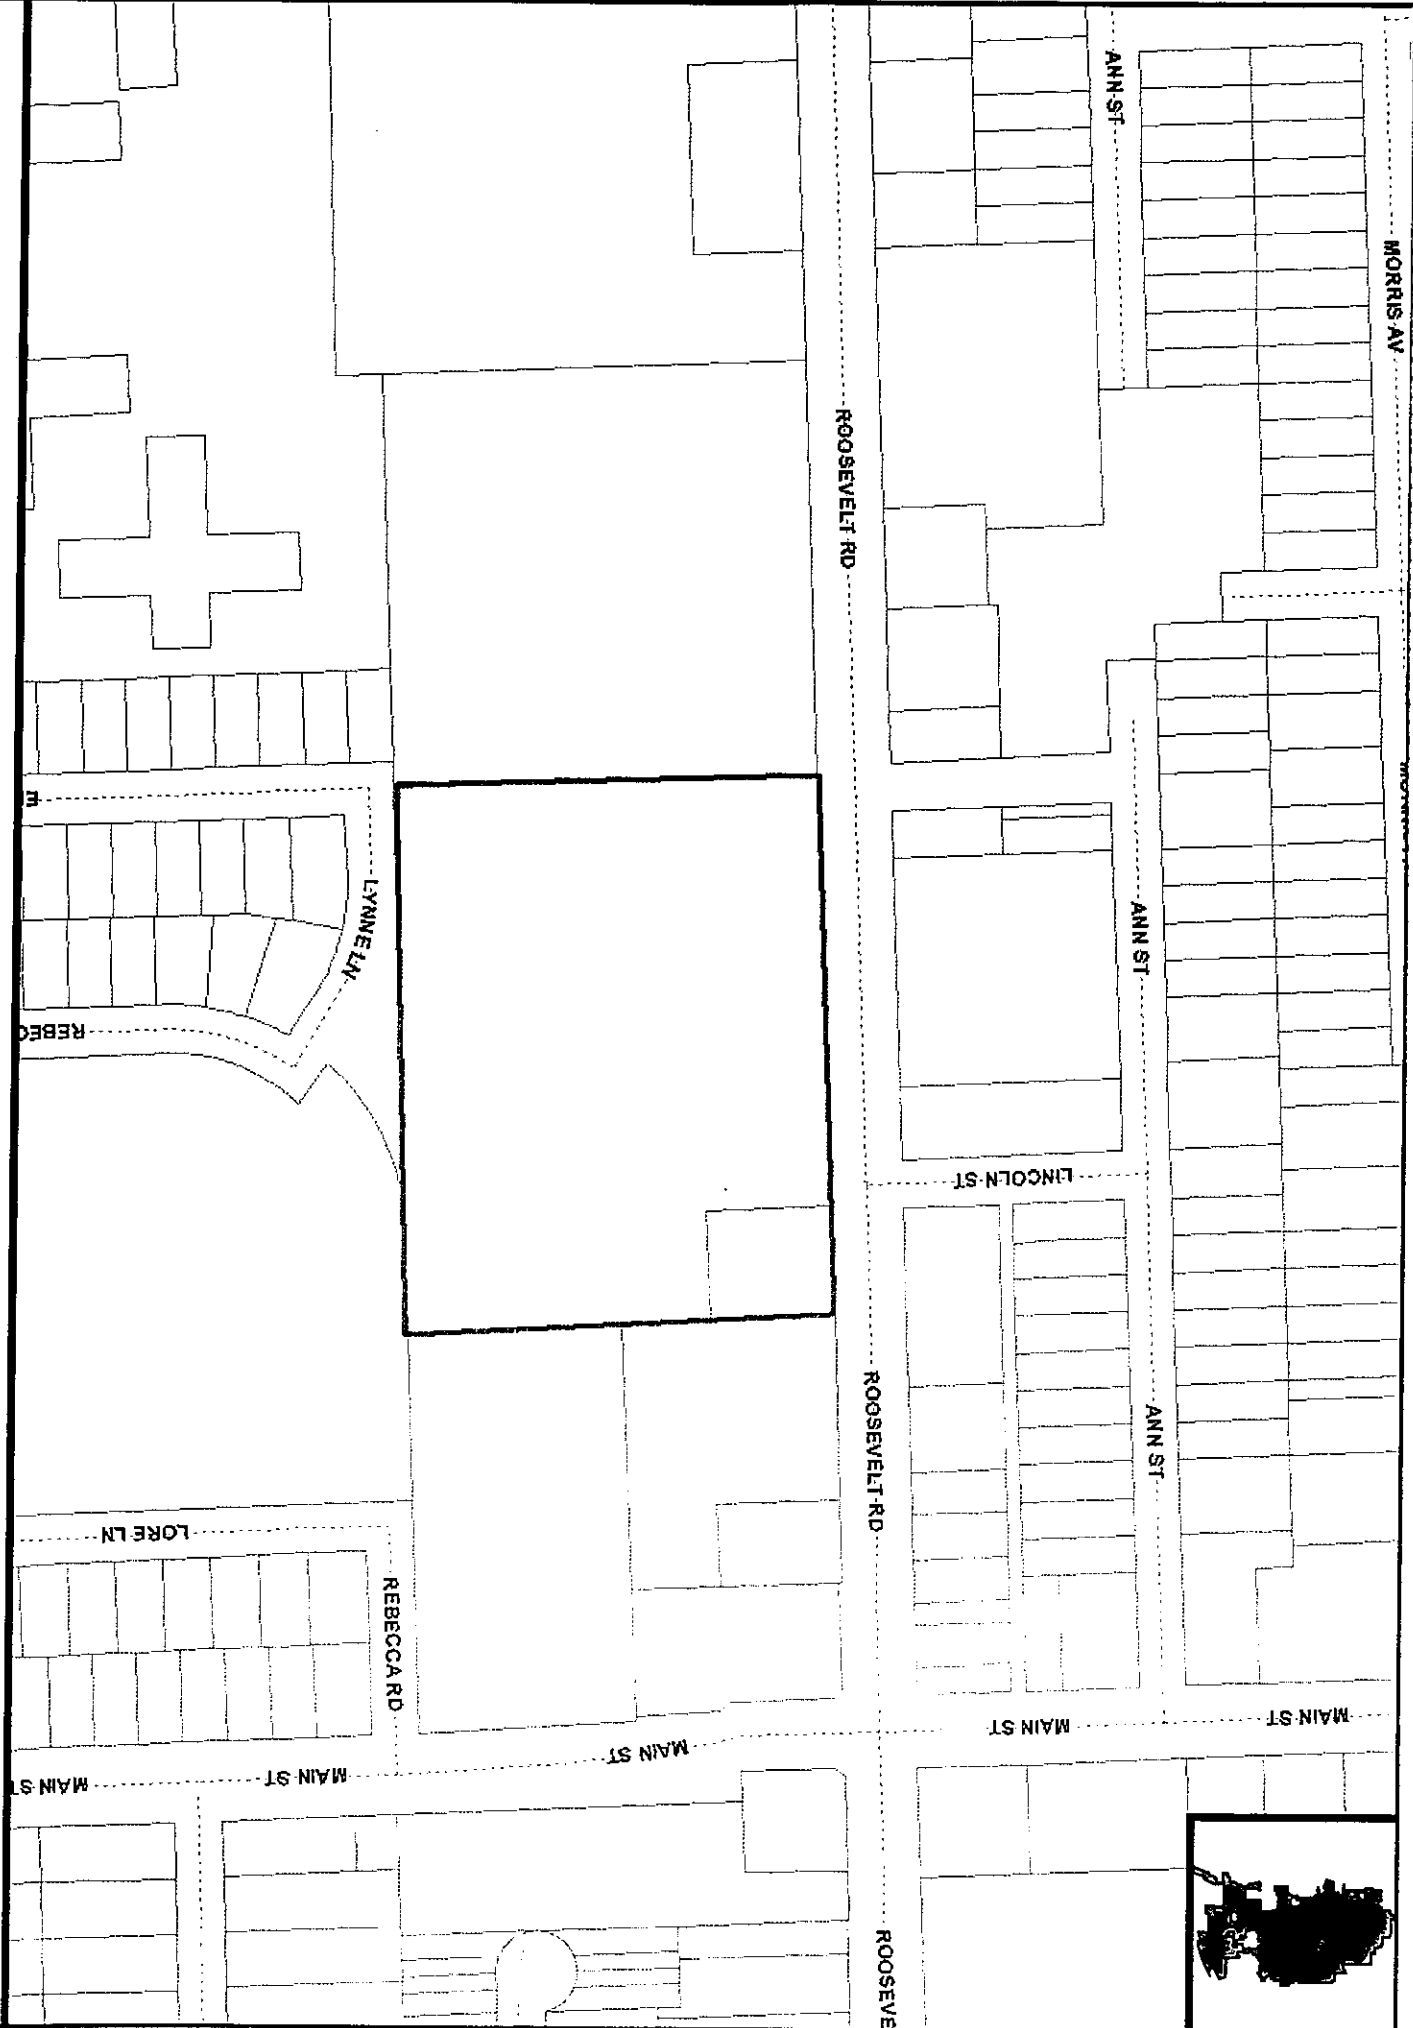 ANN ST
MORRIS AV
ROOSEVELT RD
LYNNE LN
ANN ST
REBEC
LINCOLN ST
ROOSEVELT RD
ANN ST
LORE LN
REBECCA RD
MAIN ST
MAIN ST
MAIN ST
MAIN ST
MAIN ST
ROOSEVE